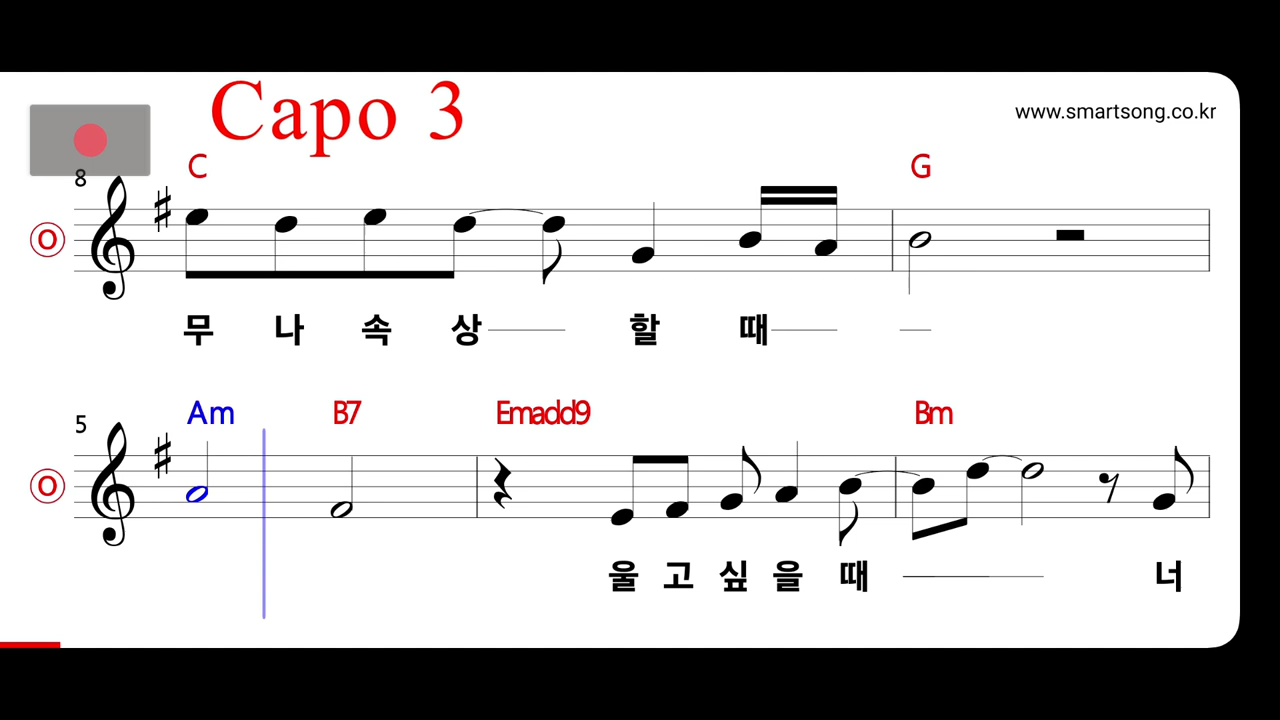 Capo 3
www.smartsong.co.kr
8
C G
O
무 나 속 상 할 때
5
Am B7 Emadd9 Bm
O
울 고 싶 을 때 너